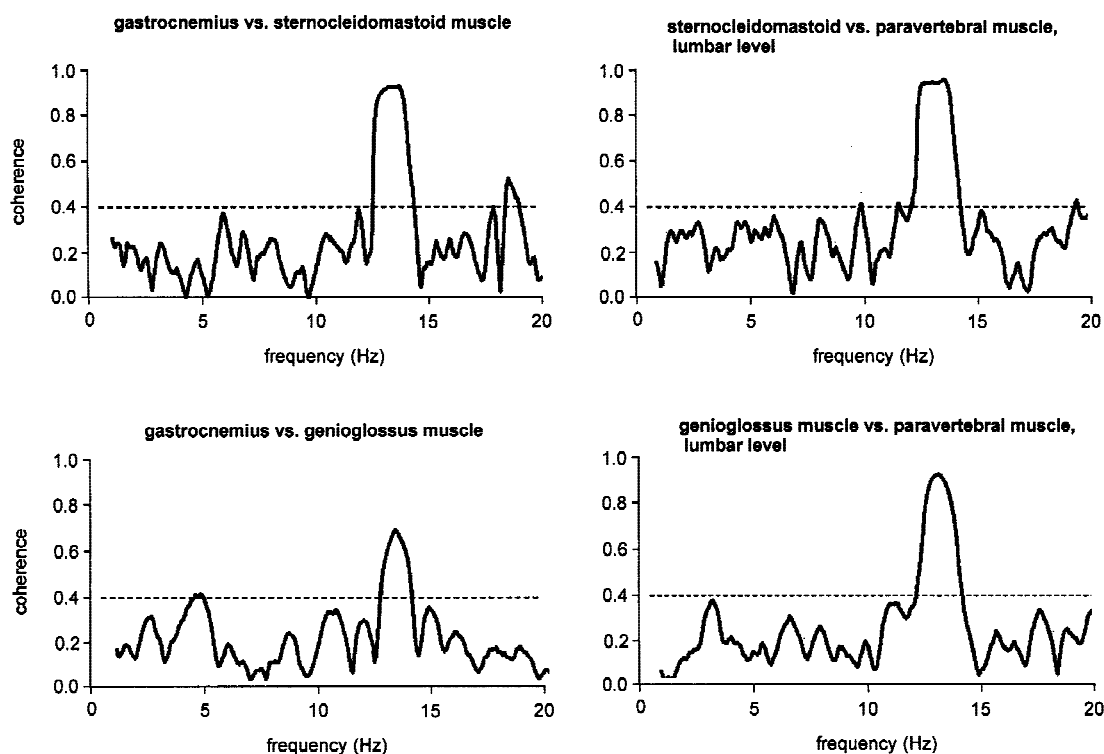 gastrocnemius vs. sternocleidomastoid muscle
1.0
0.8
0.6
0.4
0.2
0.0
coherence
0 5 10 15 20
frequency (Hz)
sternocleidomastoid vs. paravertebral muscle,
lumbar level
1.0
0.8
0.6
0.4
0.2
0.0
0 5 10 15 20
frequency (Hz)
gastrocnemius vs. genioglossus muscle
1.0
0.8
0.6
0.4
0.2
0.0
coherence
0 5 10 15 20
frequency (Hz)
genioglossus muscle vs. paravertebral muscle,
lumbar level
1.0
0.8
0.6
0.4
0.2
0.0
0 5 10 15 20
frequency (Hz)